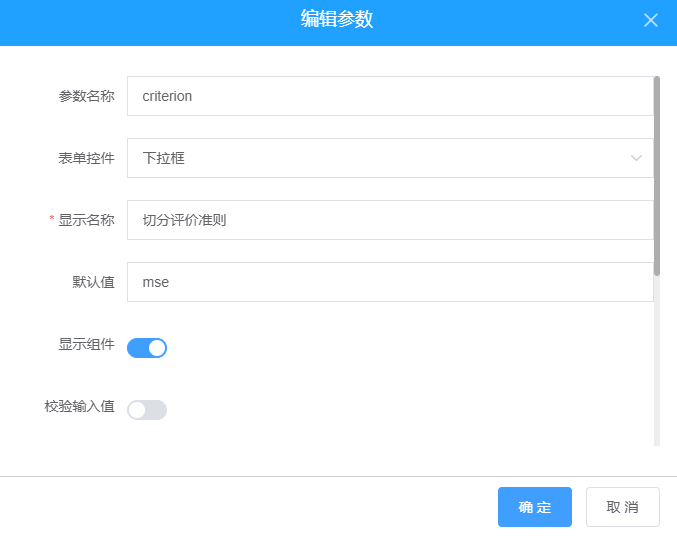 编辑参数
参数名称 criterion
表单控件 下拉框
* 显示名称 切分评价准则
默认值 mse
显示组件
校验输入值
确定 取消